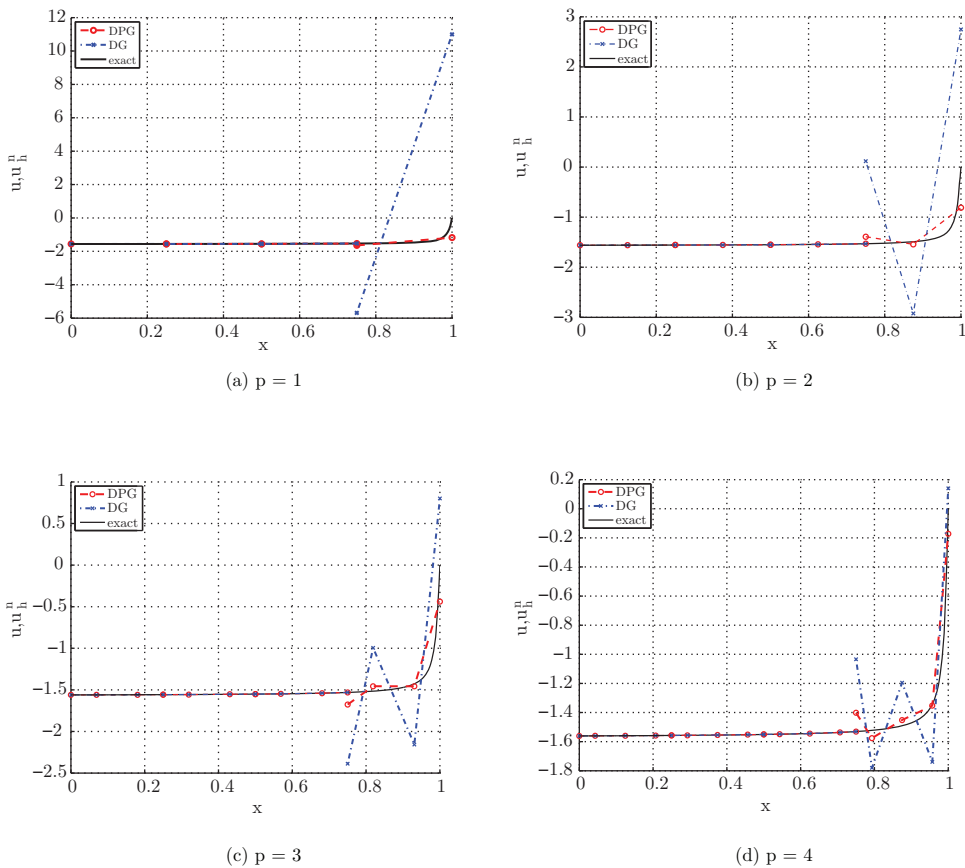 DPG
DG
exact
12
10
8
6
4
2
0
−2
−4
−6
u,u_h^n
0 0.2 0.4 0.6 0.8 1
x
(a) p = 1
DPG
DG
exact
3
2
1
0
−1
−2
−3
u,u_h^n
0 0.2 0.4 0.6 0.8 1
x
(b) p = 2
DPG
DG
exact
1
0.5
0
−0.5
−1
−1.5
−2
−2.5
u,u_h^n
0 0.2 0.4 0.6 0.8 1
x
(c) p = 3
DPG
DG
exact
0.2
0
−0.2
−0.4
−0.6
−0.8
−1
−1.2
−1.4
−1.6
−1.8
u,u_h^n
0 0.2 0.4 0.6 0.8 1
x
(d) p = 4